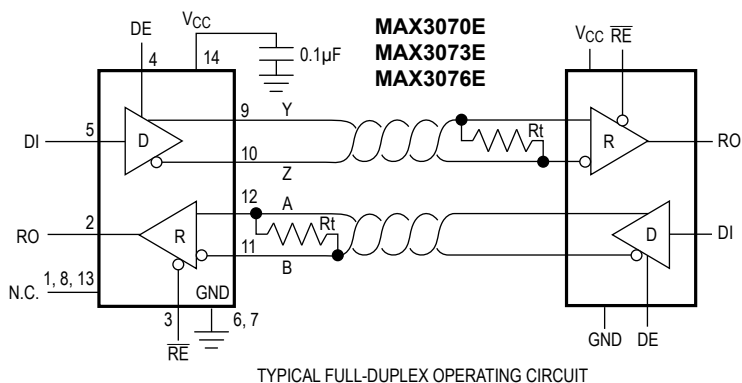 MAX3070E
MAX3073E
MAX3076E
DE
VCC
0.1µF
4
14
VCC RE
DI
5
D
9
Y
10
Z
Rt
R
RO
12
A
RO
2
R
Rt
11
B
D
DI
1, 8, 13
N.C.
GND
3
6, 7
RE
GND
DE
TYPICAL FULL-DUPLEX OPERATING CIRCUIT